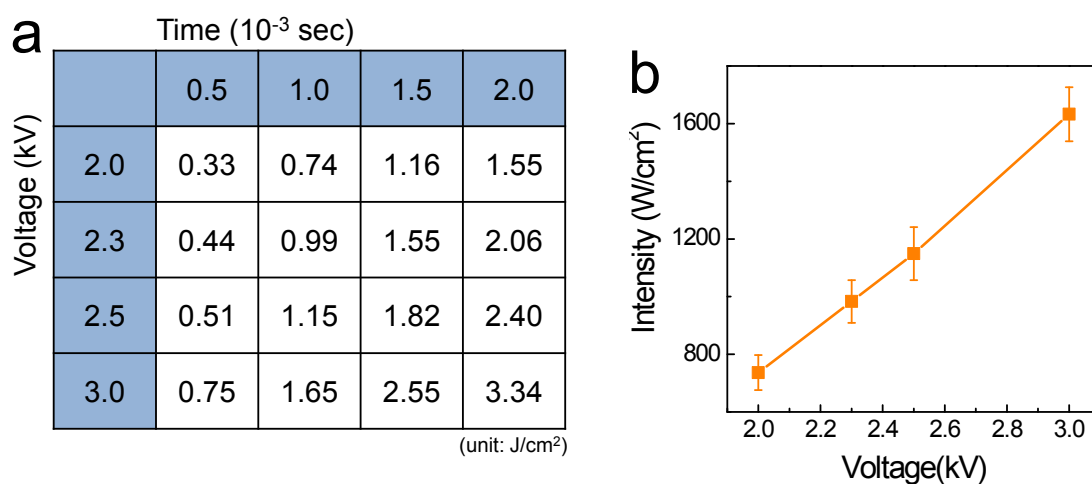 a
Time (10⁻³ sec)
Voltage (kV)
0.5 1.0 1.5 2.0
2.0 0.33 0.74 1.16 1.55
2.3 0.44 0.99 1.55 2.06
2.5 0.51 1.15 1.82 2.40
3.0 0.75 1.65 2.55 3.34
(unit: J/cm²)
b
Intensity (W/cm²)
1600
1200
800
2.0 2.2 2.4 2.6 2.8 3.0
Voltage(kV)